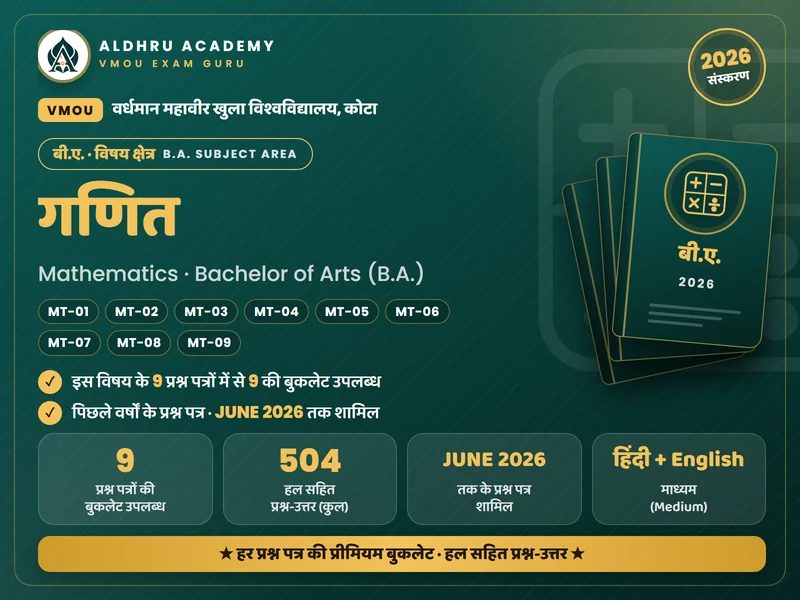 ALDHRU ACADEMY
VMOU EXAM GURU
2026
संस्करण
VMOU वर्धमान महावीर खुला विश्वविद्यालय, कोटा
बी.ए. · विषय क्षेत्र B.A. SUBJECT AREA
गणित
Mathematics · Bachelor of Arts (B.A.)
MT-01 MT-02 MT-03 MT-04 MT-05 MT-06
MT-07 MT-08 MT-09
बी.ए.
2026
✓ इस विषय के 9 प्रश्न पत्रों में से 9 की बुकलेट उपलब्ध
✓ पिछले वर्षों के प्रश्न पत्र · JUNE 2026 तक शामिल
9
प्रश्न पत्रों की
बुकलेट उपलब्ध
504
हल सहित
प्रश्न-उत्तर (कुल)
JUNE 2026
तक के प्रश्न पत्र
शामिल
हिंदी + English
माध्यम
(Medium)
★ हर प्रश्न पत्र की प्रीमियम बुकलेट · हल सहित प्रश्न-उत्तर ★